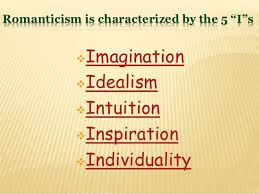 Romanticism is characterized by the 5 “I”s
Imagination
Idealism
Intuition
Inspiration
Individuality